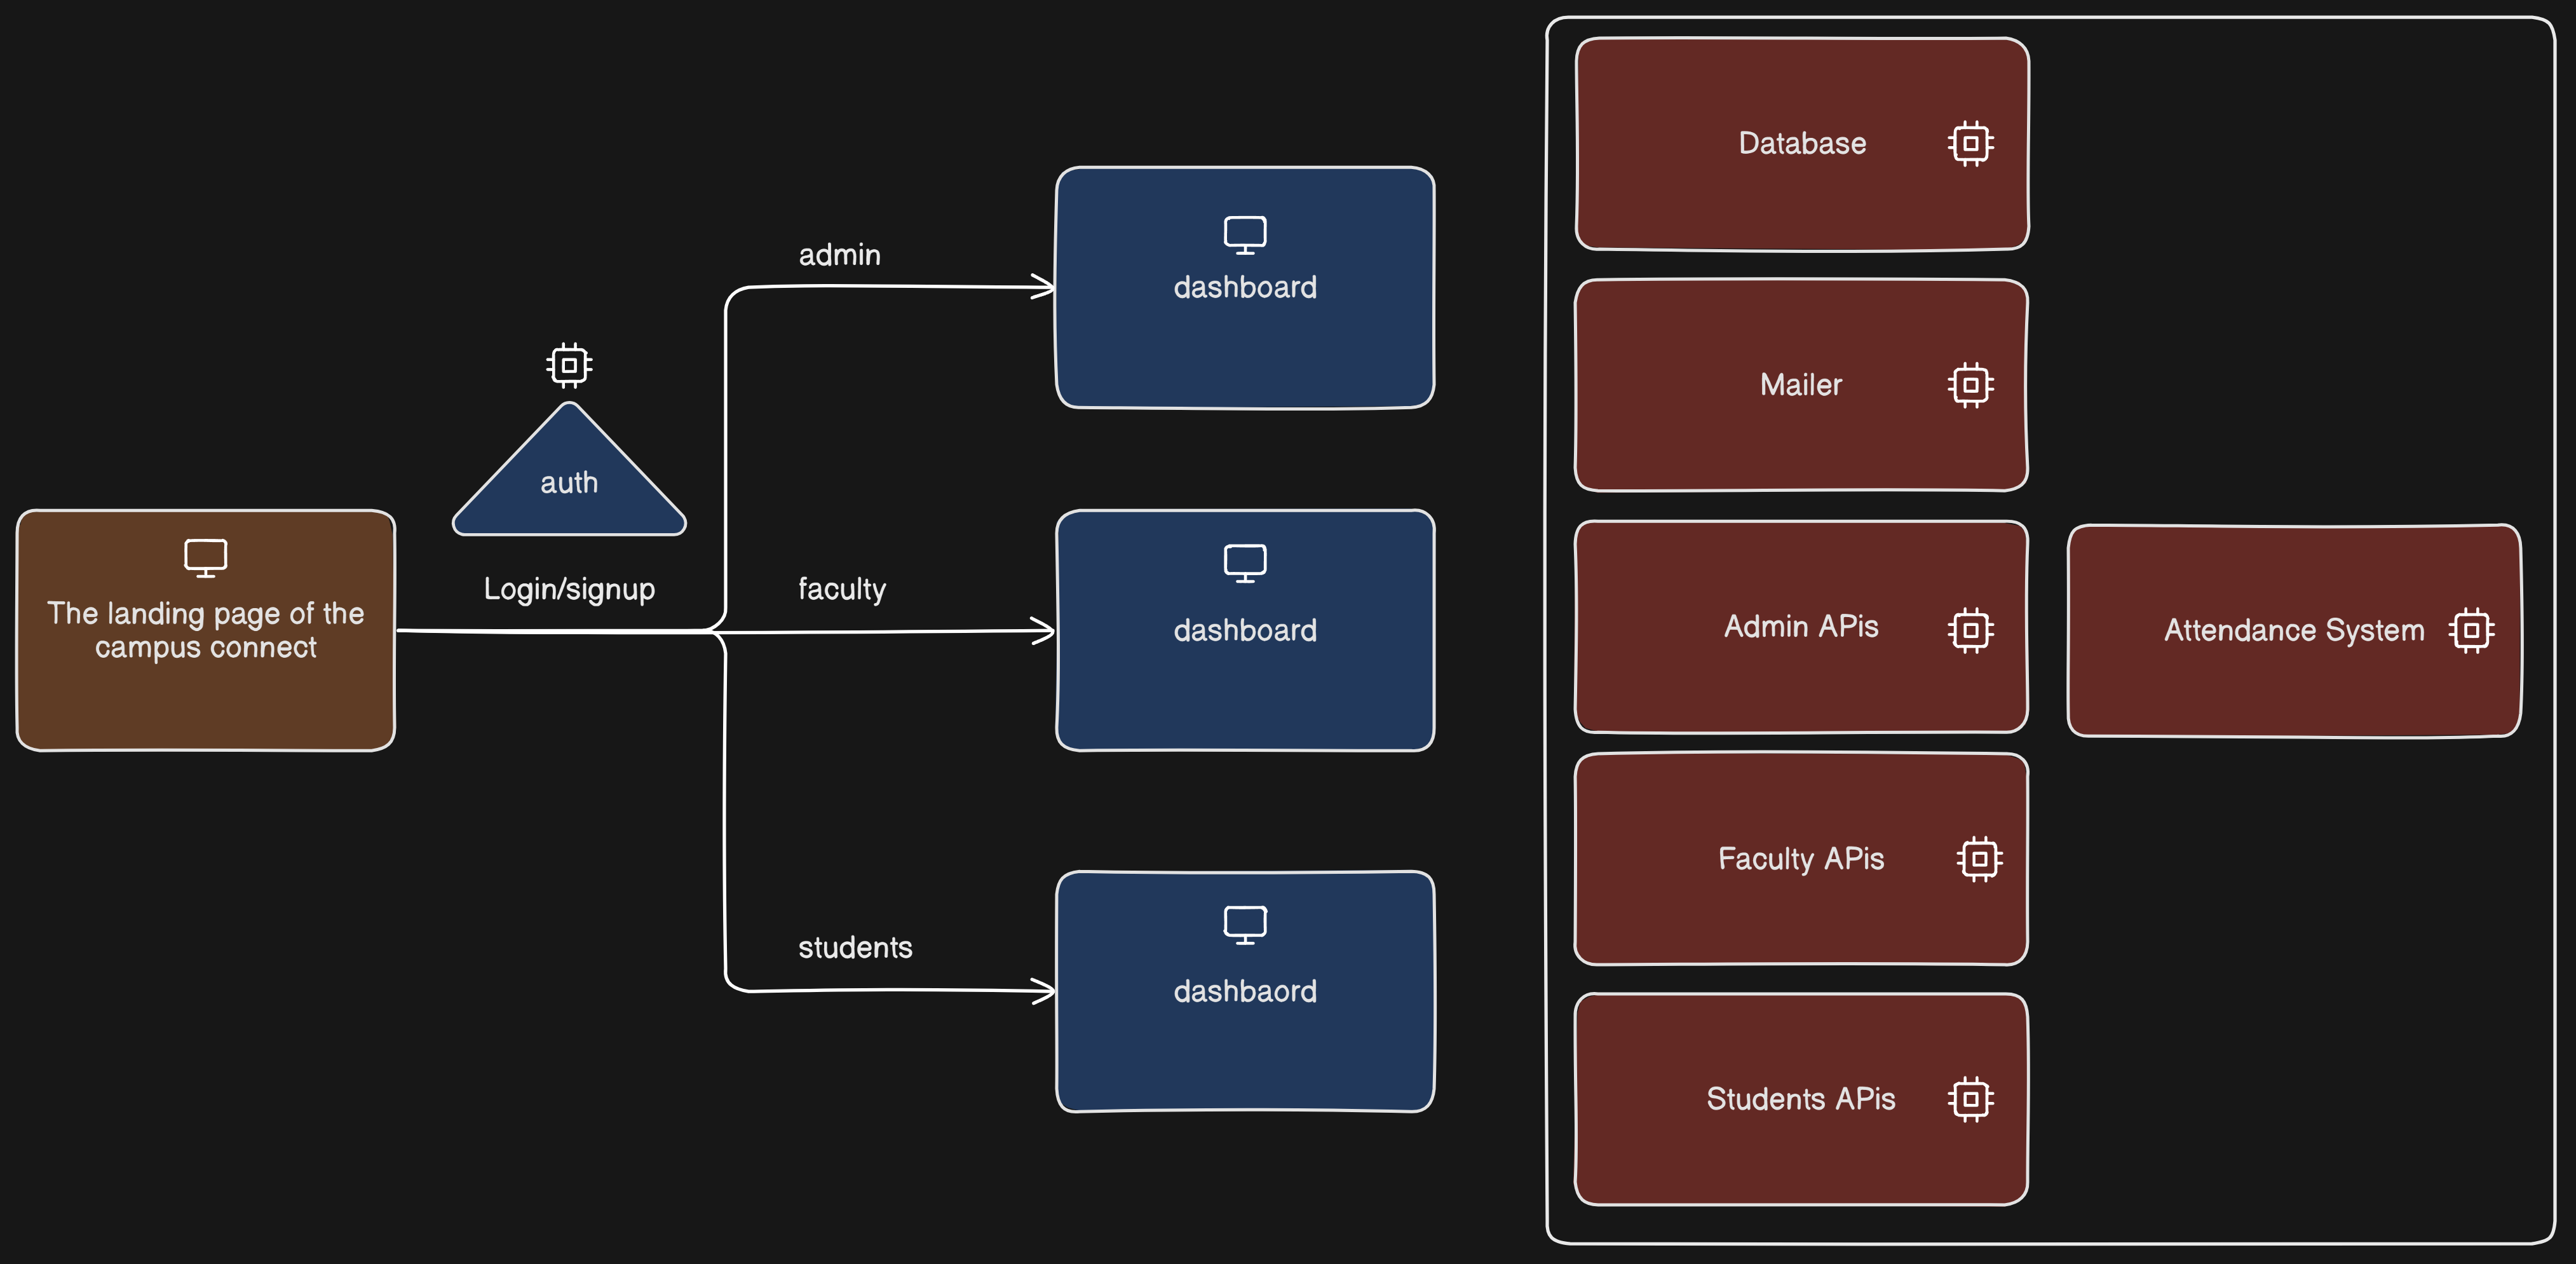 The landing page of the
campus connect
auth
Login/signup
admin
faculty
students
dashboard
dashboard
dashbaord
Database
Mailer
Admin APis
Faculty APis
Students APis
Attendance System